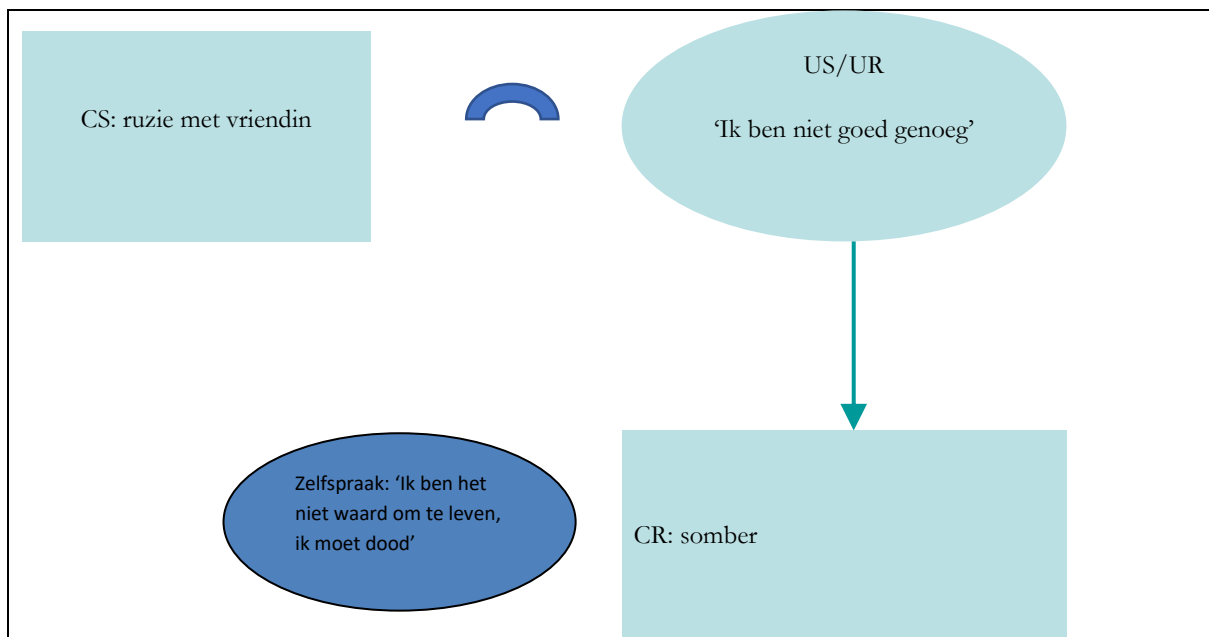 CS: ruzie met vriendin
US/UR
‘Ik ben niet goed genoeg’
Zelfspraak: ‘Ik ben het
niet waard om te leven,
ik moet dood’
CR: somber